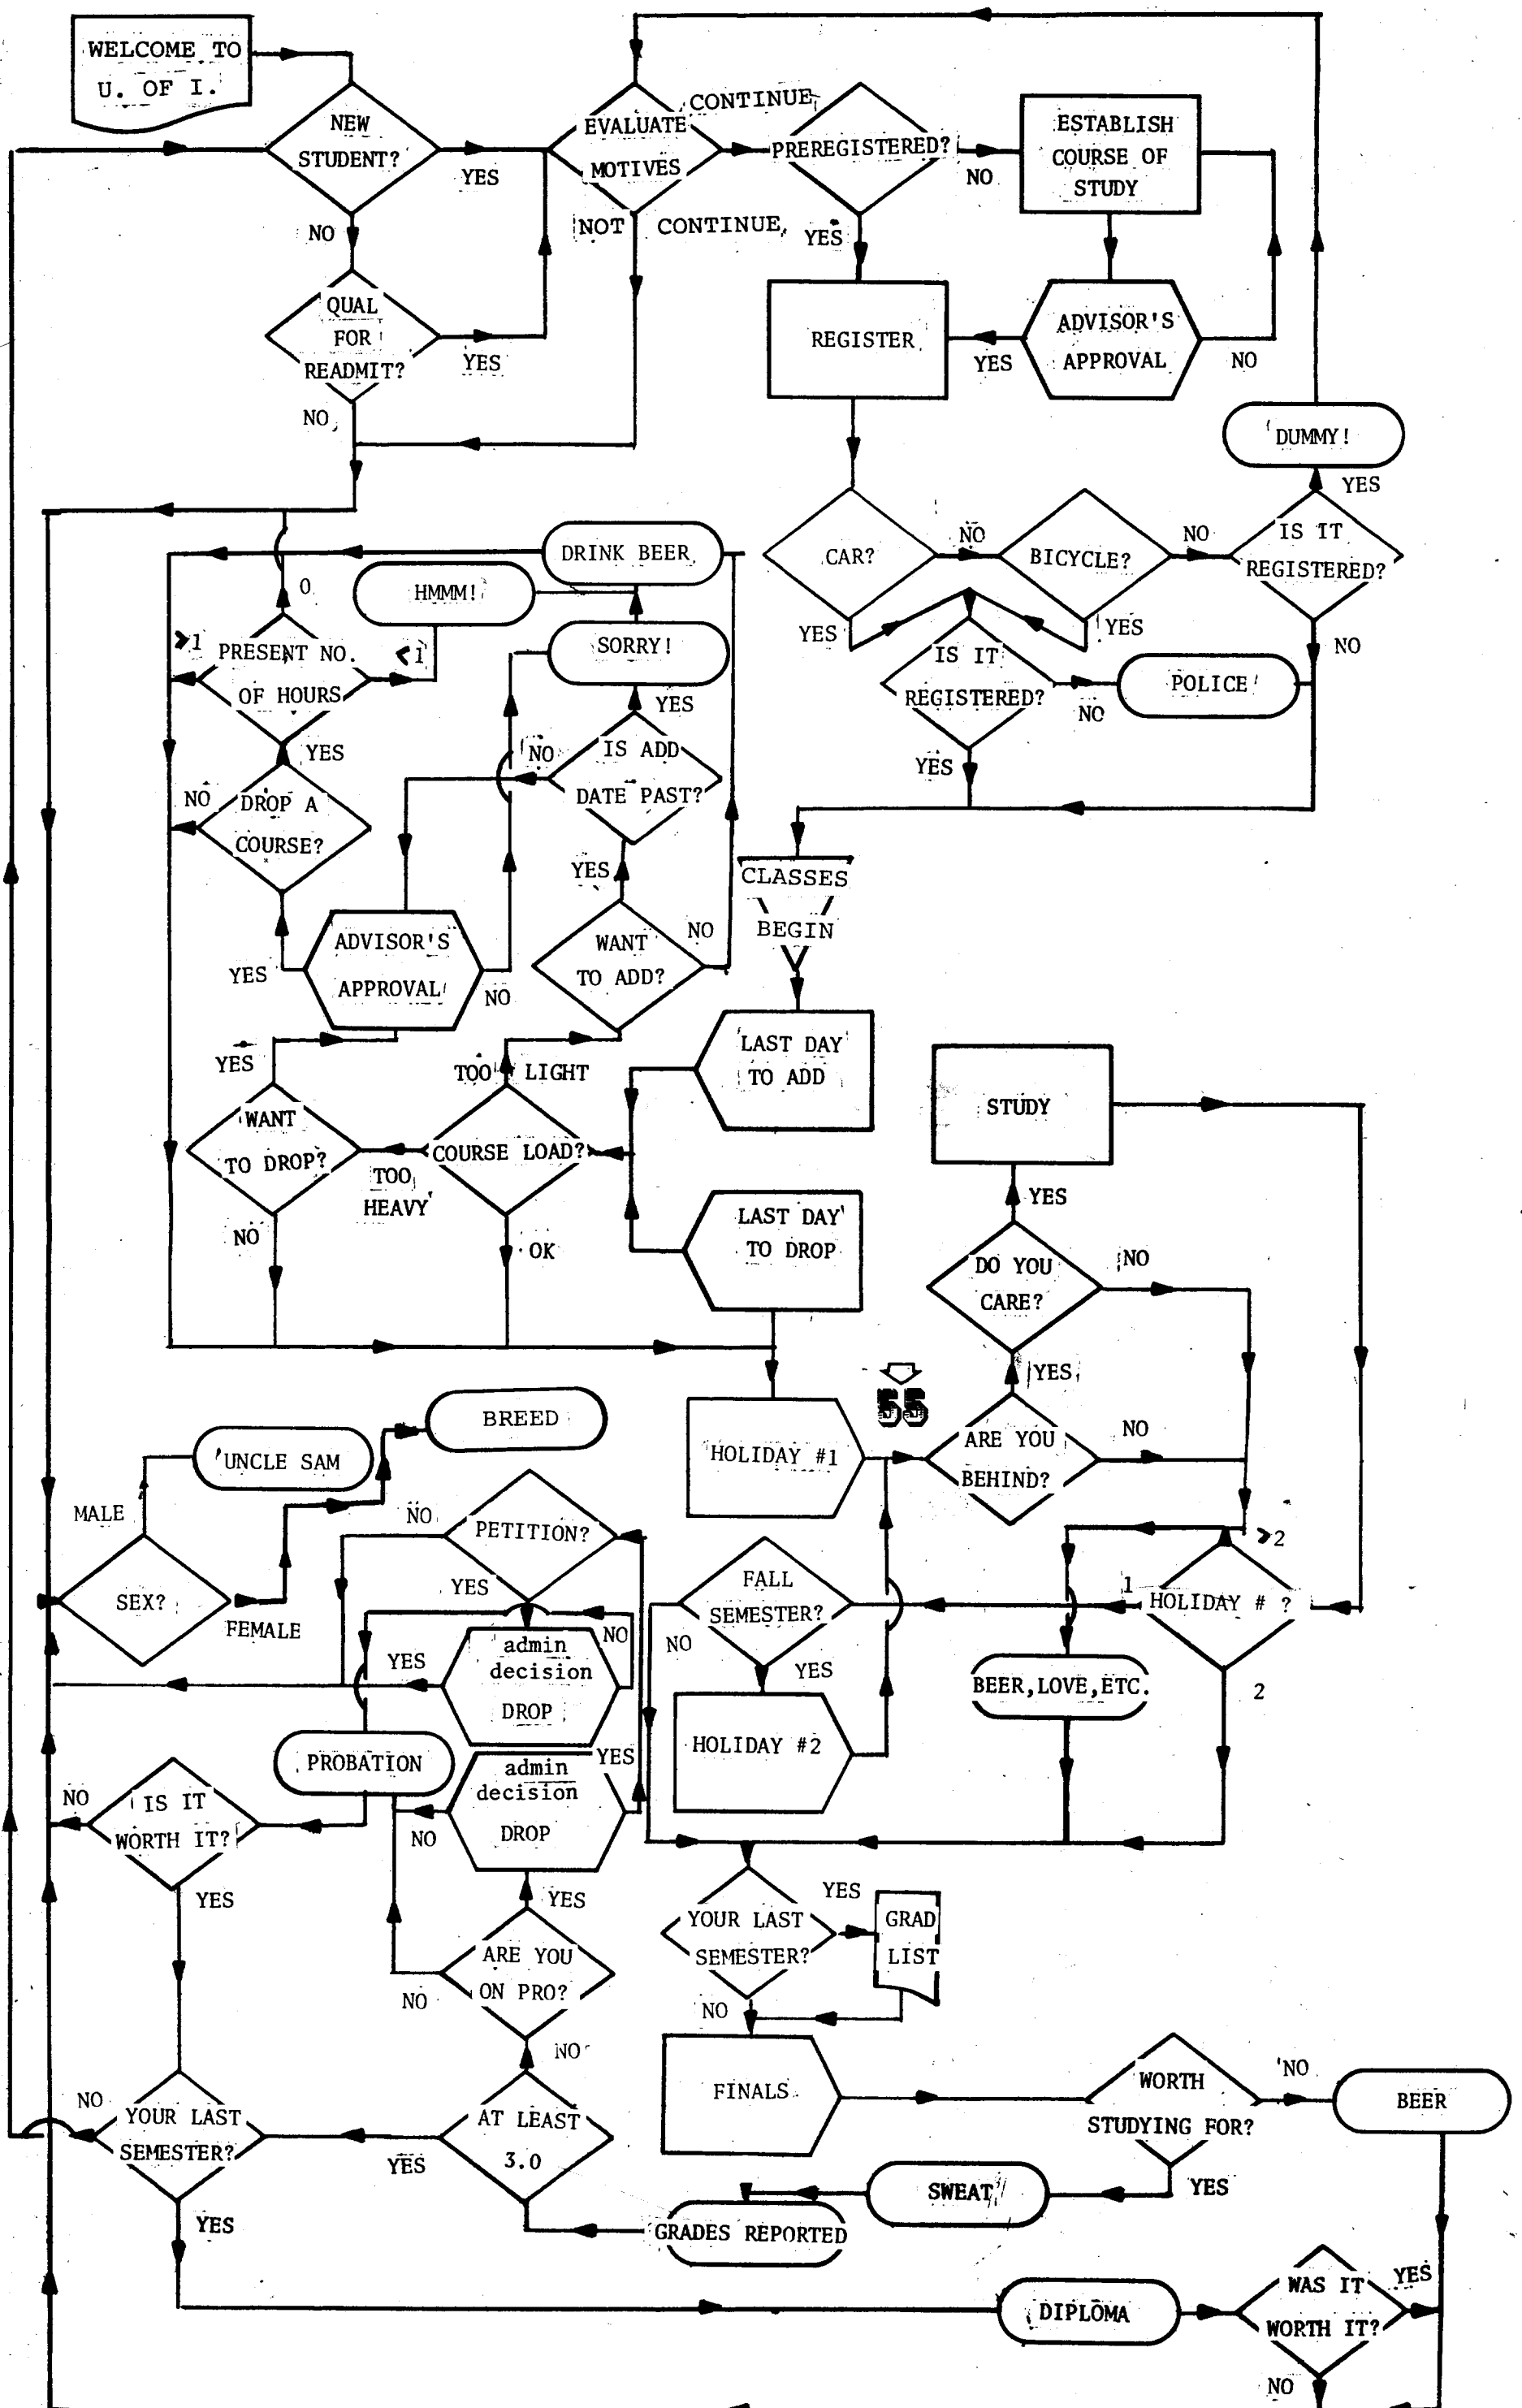 WELCOME TO
U. OF I.
NEW
STUDENT?
YES
NO
QUAL
FOR
READMIT?
YES
NO
EVALUATE
MOTIVES
CONTINUE
NOT CONTINUE
PREREGISTERED?
NO
YES
ESTABLISH
COURSE OF
STUDY
ADVISOR'S
APPROVAL
YES
NO
REGISTER
DUMMY!
YES
CAR?
NO
BICYCLE?
NO
IS IT
REGISTERED?
YES
YES
NO
IS IT
REGISTERED?
NO
POLICE
YES
DRINK BEER
HMMM!
SORRY!
0
>1
PRESENT NO.
OF HOURS
<1
YES
NO
DROP A
COURSE?
YES
IS ADD
DATE PAST?
NO
YES
ADVISOR'S
APPROVAL
YES
NO
WANT
TO ADD?
NO
CLASSES
BEGIN
LAST DAY
TO ADD
YES
TOO LIGHT
WANT
TO DROP?
NO
COURSE LOAD?
TOO
HEAVY
OK
LAST DAY
TO DROP
STUDY
YES
DO YOU
CARE?
NO
YES
55
HOLIDAY #1
ARE YOU
BEHIND?
NO
BREED
UNCLE SAM
MALE
SEX?
FEMALE
NO
PETITION?
YES
admin
decision
DROP
YES
NO
FALL
SEMESTER?
NO
YES
HOLIDAY #2
>2
1
HOLIDAY # ?
2
BEER,LOVE,ETC.
PROBATION
admin
decision
DROP
YES
NO
NO
IS IT
WORTH IT?
YES
YES
ARE YOU
ON PRO?
NO
NO
YOUR LAST
SEMESTER?
YES
GRAD
LIST
NO
FINALS
WORTH
STUDYING FOR?
NO
BEER
YES
SWEAT
GRADES REPORTED
AT LEAST
3.0
YES
NO
YOUR LAST
SEMESTER?
YES
DIPLOMA
WAS IT
WORTH IT?
YES
NO